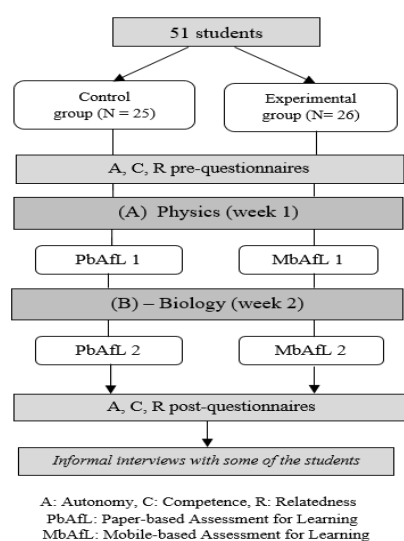 51 students
Control
group (N = 25)
Experimental
group (N= 26)
A, C, R pre-questionnaires
(A) Physics (week 1)
PbAfL 1
MbAfL 1
(B) – Biology (week 2)
PbAfL 2
MbAfL 2
A, C, R post-questionnaires
Informal interviews with some of the students
A: Autonomy, C: Competence, R: Relatedness
PbAfL: Paper-based Assessment for Learning
MbAfL: Mobile-based Assessment for Learning